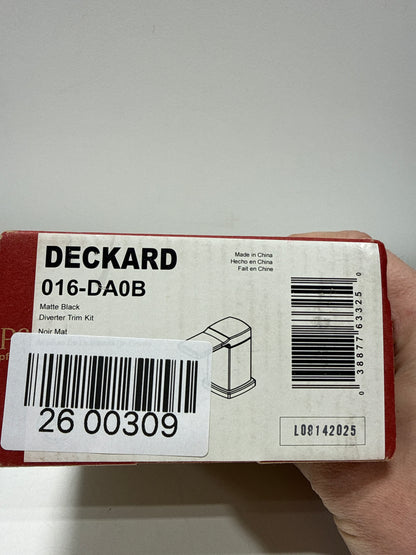 DECKARD
016-DA0B
Matte Black
Diverter Trim Kit
Noir Mat
Made in China
Hecho en China
Fait en Chine
0 38877 63325 0
L08142025
26 00309